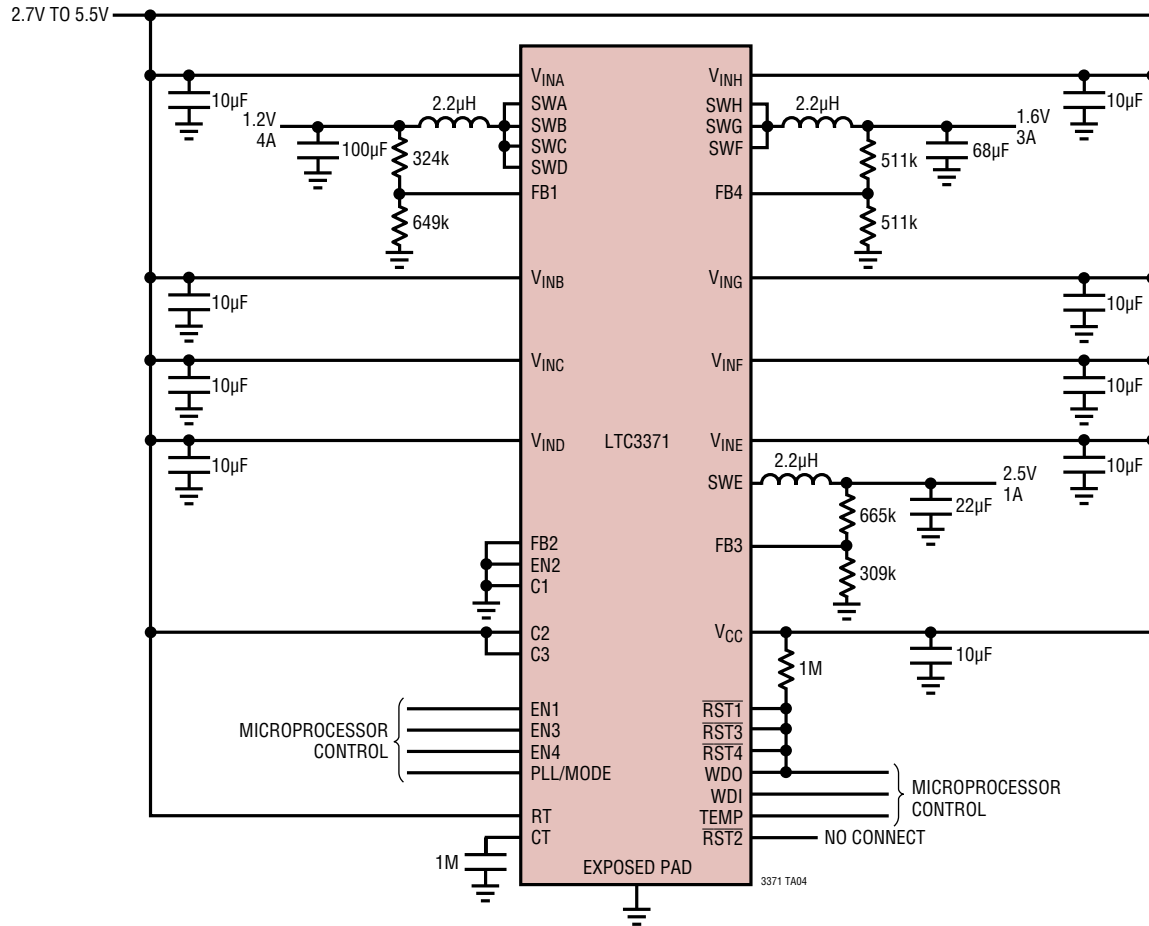 2.7V TO 5.5V
VINA
VINH
10µF
2.2µH
SWA
SWB
SWC
SWD
SWH
SWG
SWF
2.2µH
10µF
1.2V
4A
100µF
324k
1.6V
3A
68µF
511k
FB1
FB4
649k
511k
VINB
VING
10µF
10µF
VINC
VINF
10µF
10µF
VIND
LTC3371
VINE
10µF
10µF
SWE
2.2µH
2.5V
1A
22µF
665k
FB2
EN2
C1
FB3
309k
C2
C3
VCC
10µF
1M
MICROPROCESSOR
CONTROL
EN1
EN3
EN4
PLL/MODE
RST1
RST3
RST4
WDO
WDI
TEMP
MICROPROCESSOR
CONTROL
RT
CT
RST2
NO CONNECT
1M
EXPOSED PAD
3371 TA04